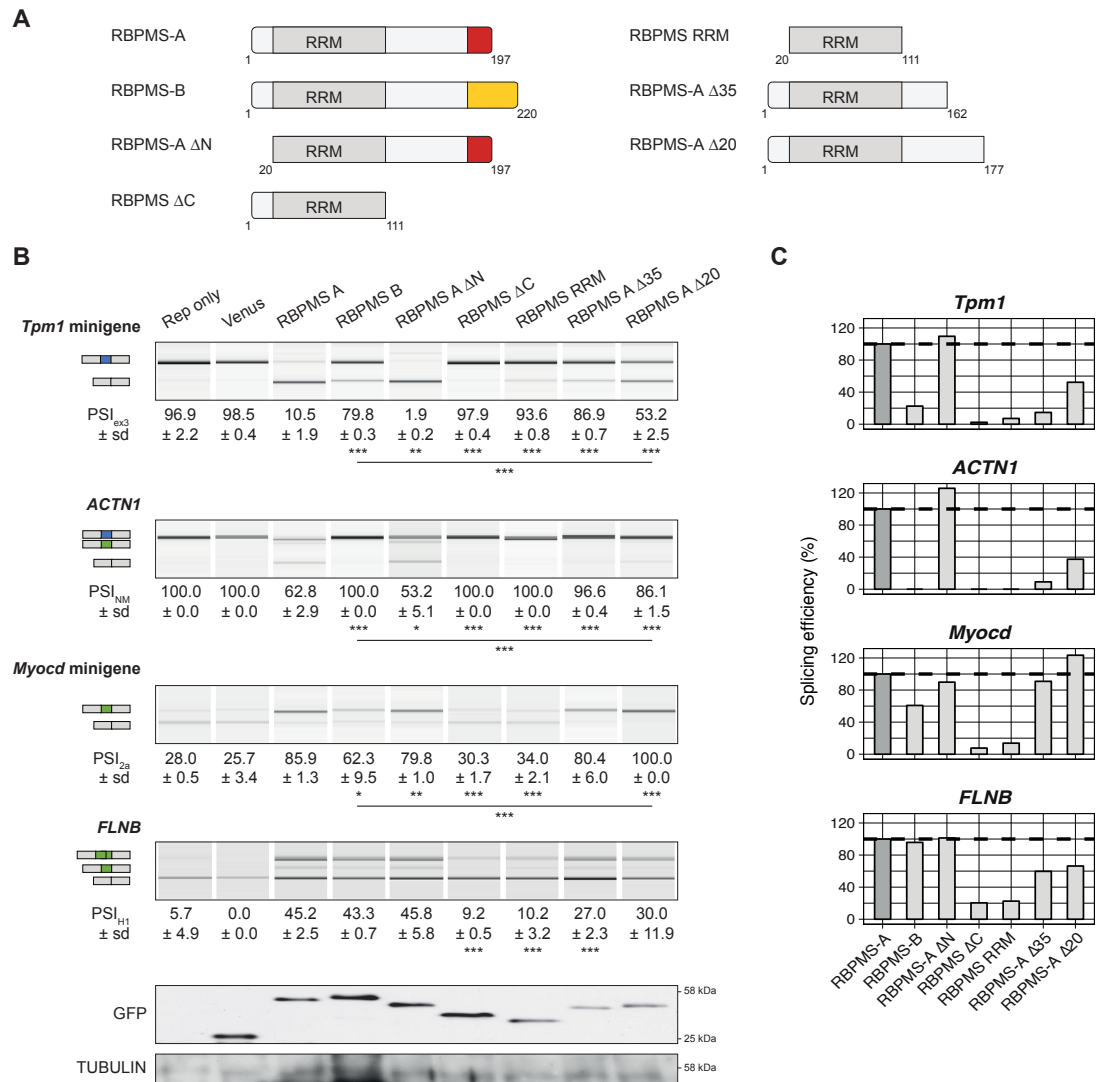 A
RBPMS-A
RRM
1
197
RBPMS-B
RRM
1
220
RBPMS-A ΔN
RRM
20
197
RBPMS ΔC
RRM
1
111
RBPMS RRM
RRM
20
111
RBPMS-A Δ35
RRM
1
162
RBPMS-A Δ20
RRM
1
177
B
Rep only
Venus
RBPMS A
RBPMS B
RBPMS A ΔN
RBPMS ΔC
RBPMS RRM
RBPMS A Δ35
RBPMS A Δ20
Tpm1 minigene
PSIex3 96.9 98.5 10.5 79.8 1.9 97.9 93.6 86.9 53.2
± sd ± 2.2 ± 0.4 ± 1.9 ± 0.3 ± 0.2 ± 0.4 ± 0.8 ± 0.7 ± 2.5
*** ** *** *** *** ***
***
ACTN1
PSINM 100.0 100.0 62.8 100.0 53.2 100.0 100.0 96.6 86.1
± sd ± 0.0 ± 0.0 ± 2.9 ± 0.0 ± 5.1 ± 0.0 ± 0.0 ± 0.4 ± 1.5
*** * *** *** *** ***
***
Myocd minigene
PSI2a 28.0 25.7 85.9 62.3 79.8 30.3 34.0 80.4 100.0
± sd ± 0.5 ± 3.4 ± 1.3 ± 9.5 ± 1.0 ± 1.7 ± 2.1 ± 6.0 ± 0.0
* ** *** *** ***
***
FLNB
PSIH1 5.7 0.0 45.2 43.3 45.8 9.2 10.2 27.0 30.0
± sd ± 4.9 ± 0.0 ± 2.5 ± 0.7 ± 5.8 ± 0.5 ± 3.2 ± 2.3 ± 11.9
*** *** ***
GFP
58 kDa
25 kDa
TUBULIN
58 kDa
C
Splicing efficiency (%)
Tpm1
120
80
40
0
ACTN1
120
80
40
0
Myocd
120
80
40
0
FLNB
120
80
40
0
RBPMS-A
RBPMS-B
RBPMS-A ΔN
RBPMS ΔC
RBPMS RRM
RBPMS-A Δ35
RBPMS-A Δ20